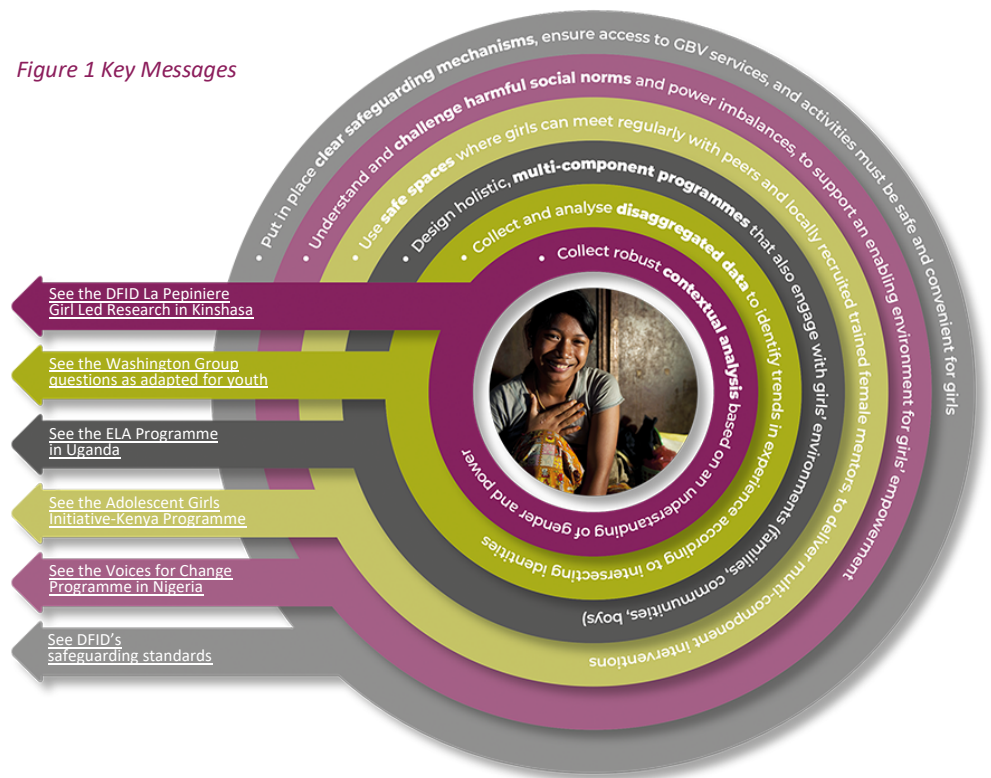 Figure 1 Key Messages
• Put in place clear safeguarding mechanisms, ensure access to GBV services, and activities must be safe and convenient for girls
• Understand and challenge harmful social norms and power imbalances, to support an enabling environment for girls' empowerment
• Use safe spaces where girls can meet regularly with peers and locally recruited trained female mentors, to deliver multi-component interventions
• Design holistic, multi-component programmes that also engage with girls' environments (families, communities, boys)
• Collect and analyse disaggregated data to identify trends in experience according to intersecting identities
• Collect robust contextual analysis based on an understanding of gender and power
See the DFID La Pepiniere
Girl Led Research in Kinshasa
See the Washington Group
questions as adapted for youth
See the ELA Programme
in Uganda
See the Adolescent Girls
Initiative-Kenya Programme
See the Voices for Change
Programme in Nigeria
See DFID's
safeguarding standards